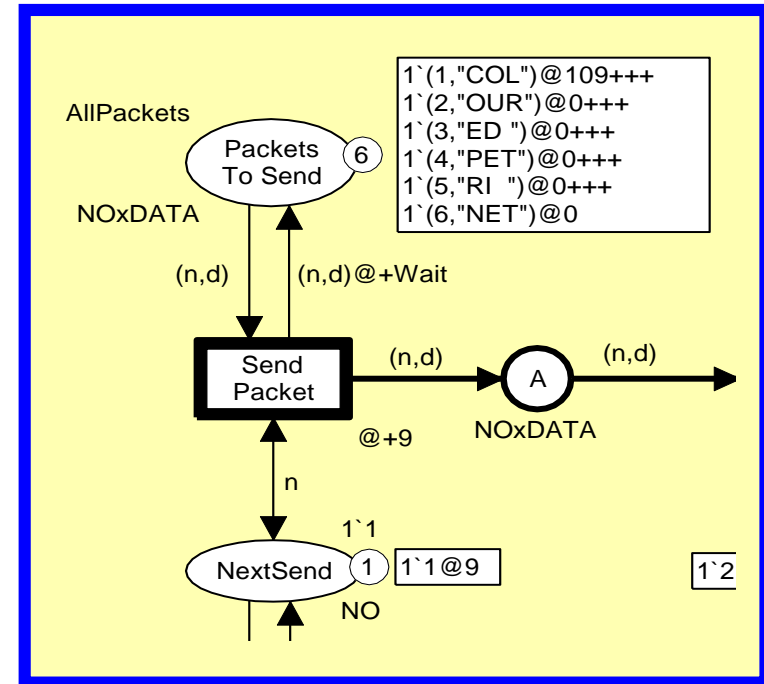 1`(1,"COL")@109+++
1`(2,"OUR")@0+++
1`(3,"ED ")@0+++
1`(4,"PET")@0+++
1`(5,"RI  ")@0+++
1`(6,"NET")@0
AllPackets
Packets
To Send
6
NOxDATA
(n,d)
(n,d)@+Wait
Send
Packet
(n,d)
A
(n,d)
NOxDATA
@+9
n
1`1
NextSend
1
1`1@9
1`2
NO